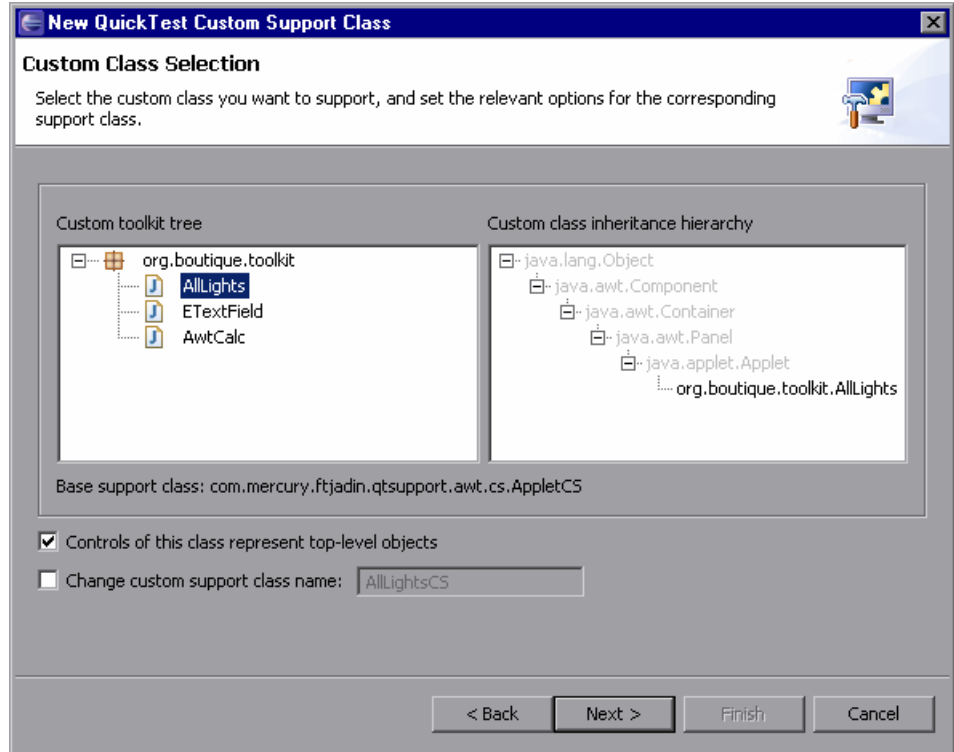 New QuickTest Custom Support Class
Custom Class Selection
Select the custom class you want to support, and set the relevant options for the corresponding
support class.
Custom toolkit tree
org.boutique.toolkit
AllLights
ETextField
AwtCalc
Custom class inheritance hierarchy
java.lang.Object
java.awt.Component
java.awt.Container
java.awt.Panel
java.applet.Applet
org.boutique.toolkit.AllLights
Base support class: com.mercury.ftjadin.qtsupport.awt.cs.AppletCS
Controls of this class represent top-level objects
Change custom support class name: AllLightsCS
< Back Next > Finish Cancel